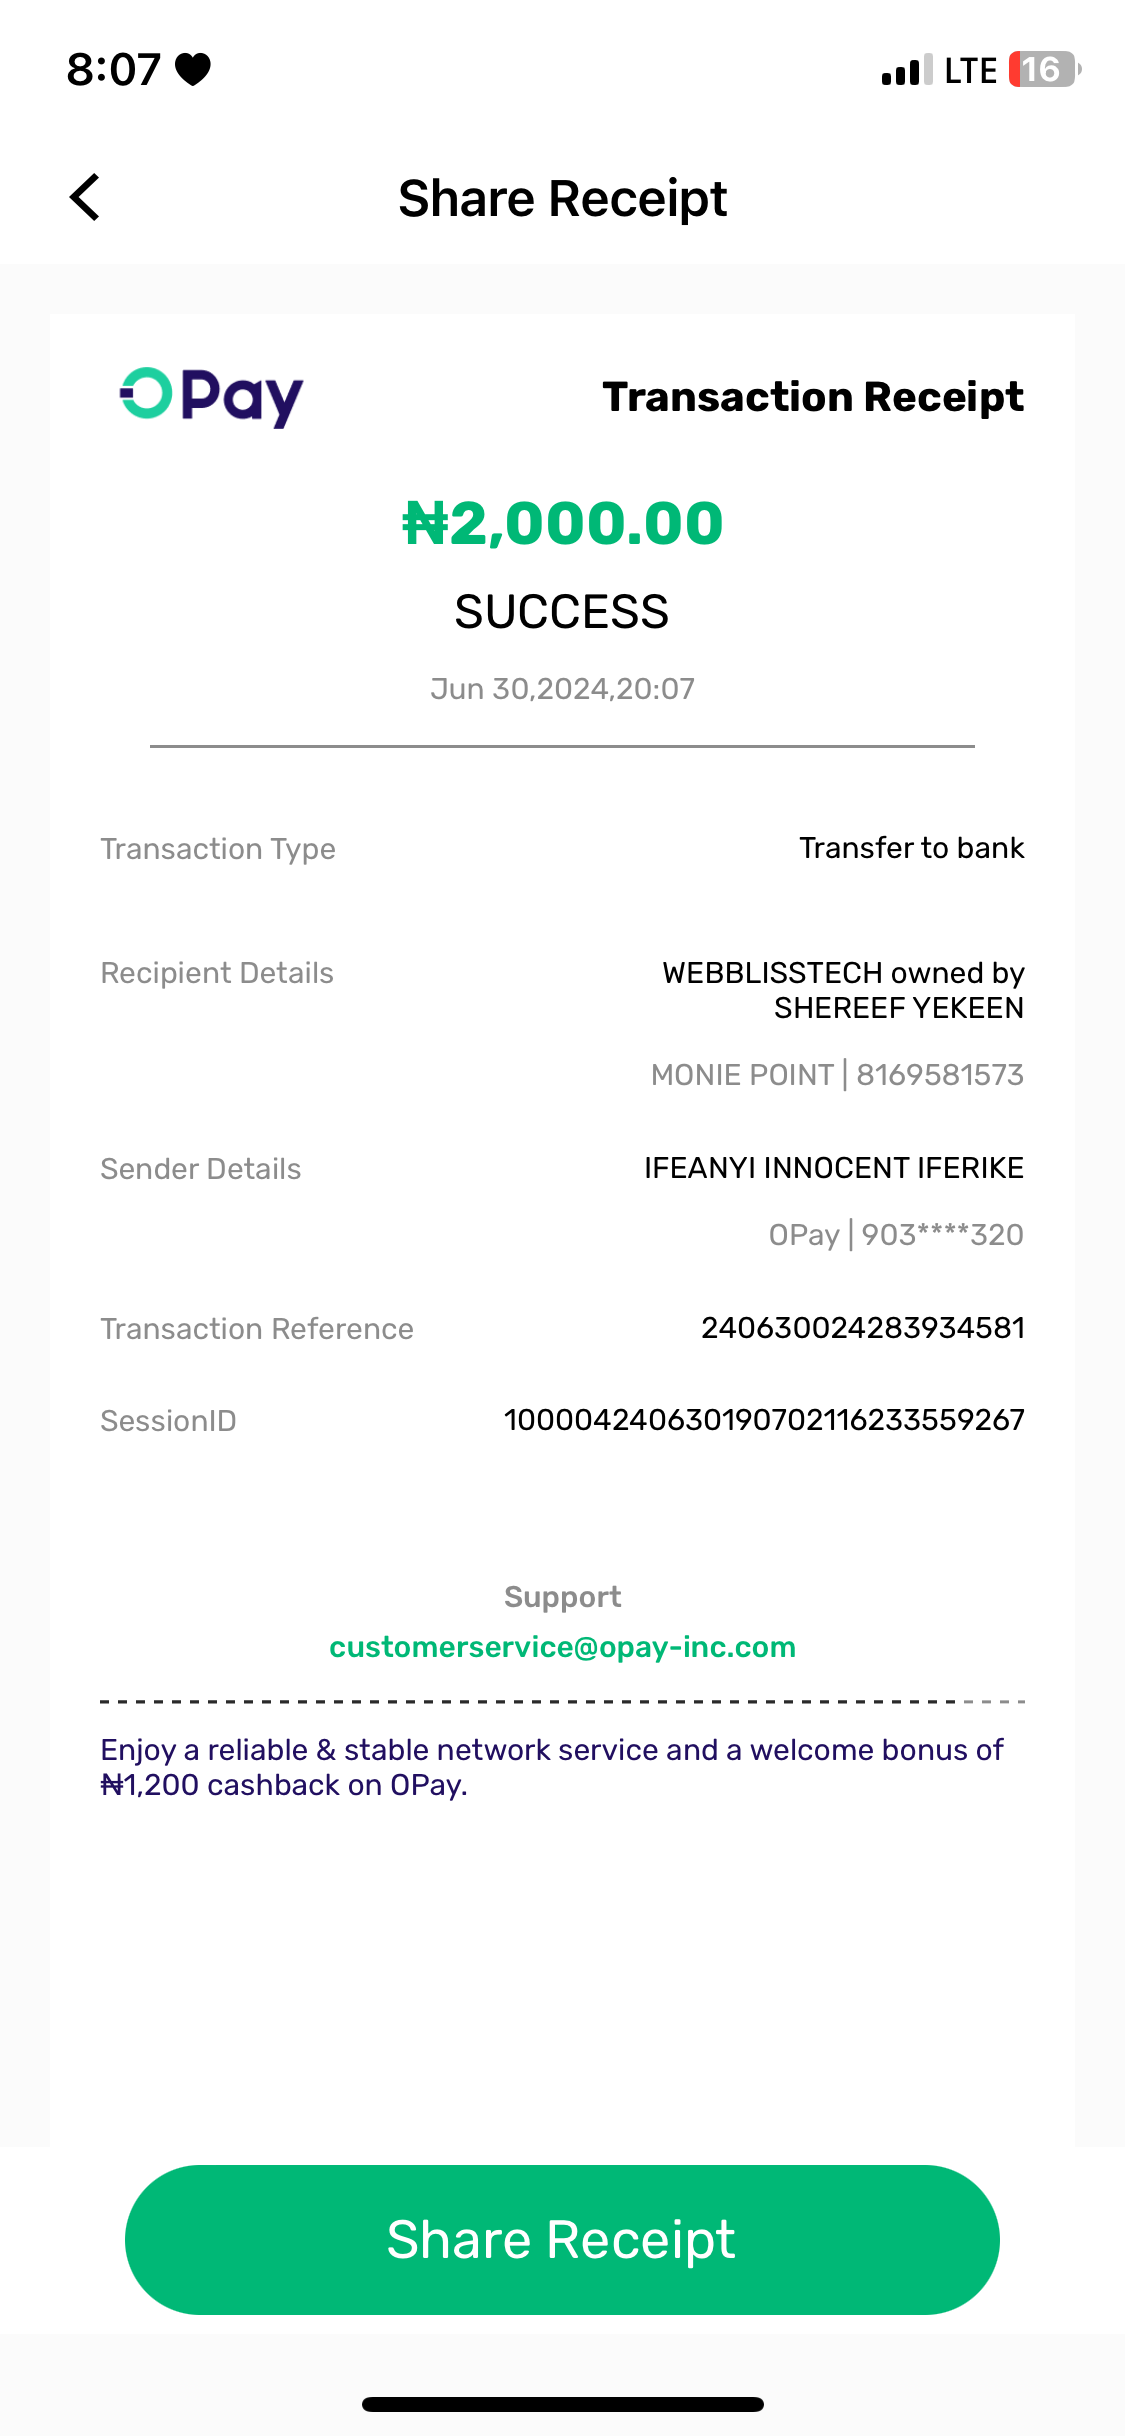 8:07
LTE 16
Share Receipt
OPay
Transaction Receipt
₦2,000.00
SUCCESS
Jun 30,2024,20:07
Transaction Type
Transfer to bank
Recipient Details
WEBBLISSTECH owned by
SHEREEF YEKEEN
MONIE POINT | 8169581573
Sender Details
IFEANYI INNOCENT IFERIKE
OPay | 903****320
Transaction Reference
240630024283934581
SessionID
100004240630190702116233559267
Support
customerservice@opay-inc.com
Enjoy a reliable & stable network service and a welcome bonus of
₦1,200 cashback on OPay.
Share Receipt